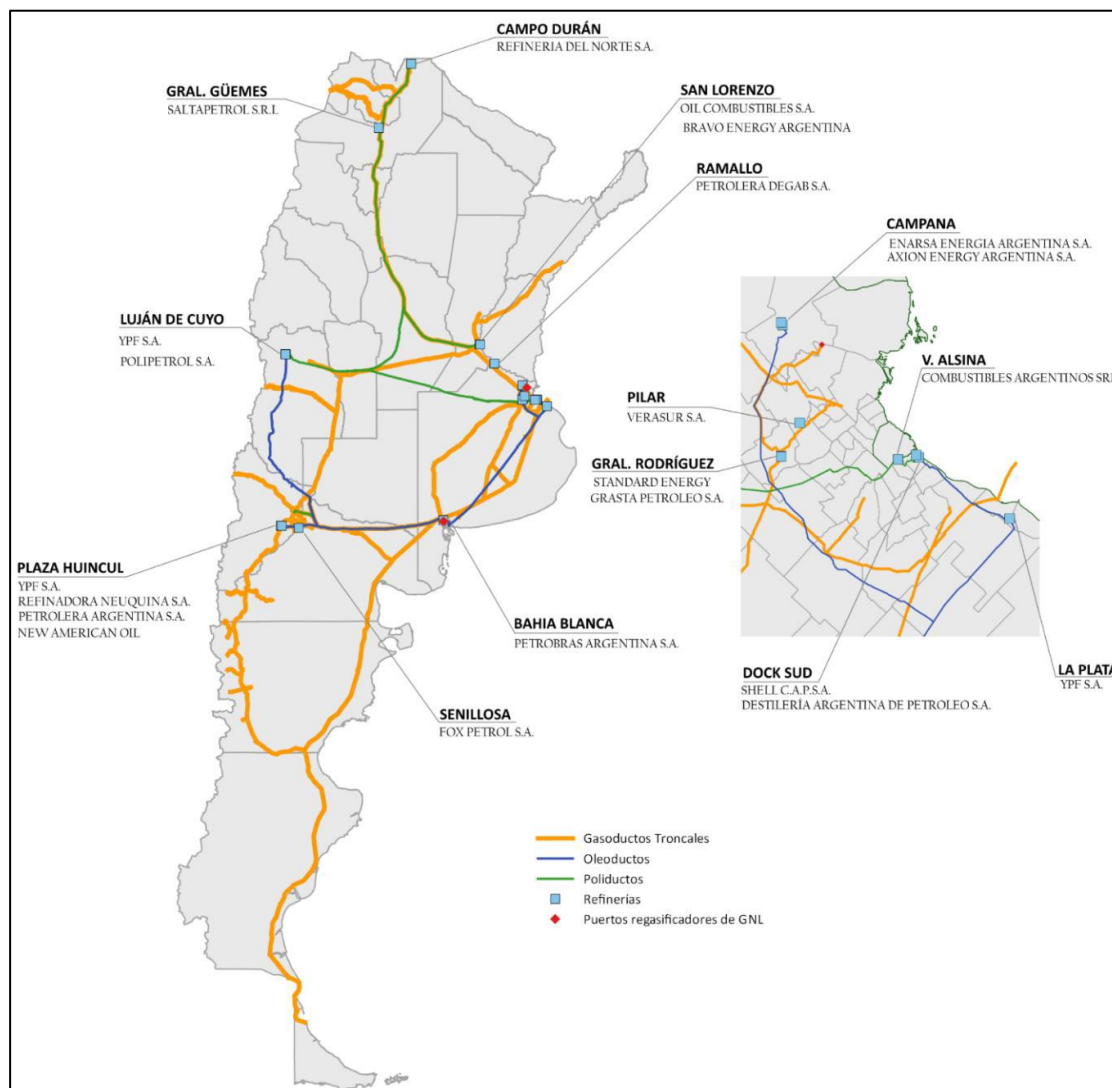 CAMPO DURÁN
REFINERIA DEL NORTE S.A.
GRAL. GÜEMES
SALTAPETROL S.R.L
SAN LORENZO
OIL COMBUSTIBLES S.A.
BRAVO ENERGY ARGENTINA
RAMALLO
PETROLERA DEGAB S.A.
CAMPANA
ENARSA ENERGIA ARGENTINA S.A.
AXION ENERGY ARGENTINA S.A.
LUJÁN DE CUYO
YPF S.A.
POLIPETROL S.A.
V. ALSINA
COMBUSTIBLES ARGENTINOS SRL
PILAR
VERASUR S.A.
GRAL. RODRÍGUEZ
STANDARD ENERGY
GRASTA PETROLEO S.A.
PLAZA HUINCUL
YPF S.A.
REFINADORA NEUQUINA S.A.
PETROLERA ARGENTINA S.A.
NEW AMERICAN OIL
BAHIA BLANCA
PETROBRAS ARGENTINA S.A.
DOCK SUD
SHELL C.A.P.S.A.
DESTILERÍA ARGENTINA DE PETROLEO S.A.
LA PLATA
YPF S.A.
SENILLOSA
FOX PETROL S.A.
Gasoductos Troncales
Oleoductos
Poliductos
Refinerías
Puertos regasificadores de GNL